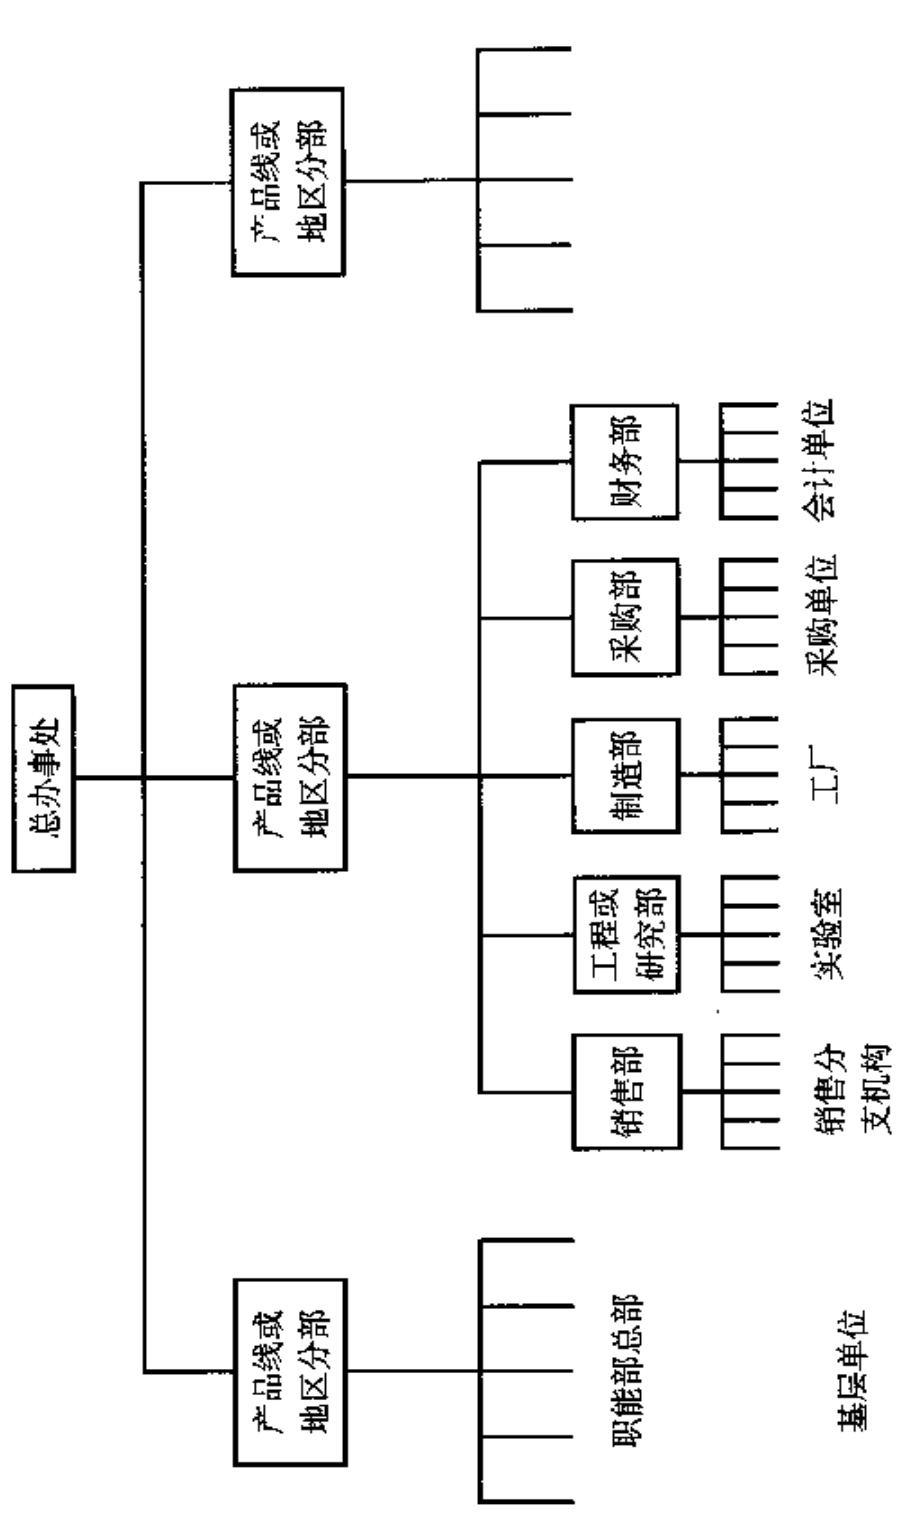 总办事处
产品线或
地区分部
产品线或
地区分部
产品线或
地区分部
职能部总部
销售部
工程或
研究部
制造部
采购部
财务部
基层单位
销售分
支机构
实验室
工厂
采购单位
会计单位